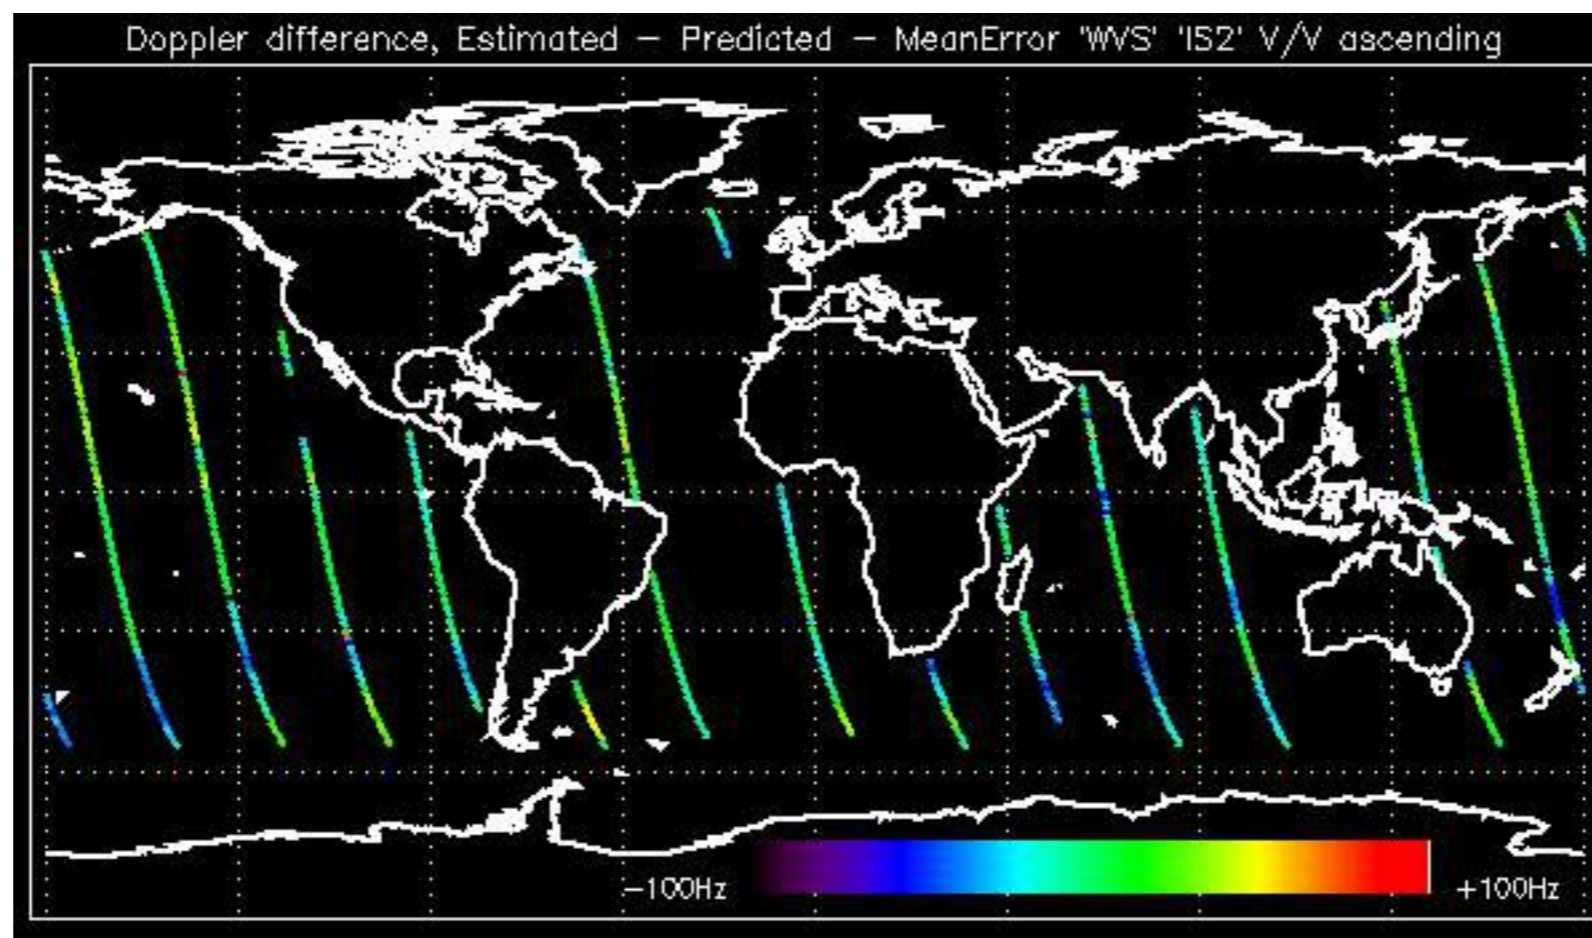 Doppler difference, Estimated – Predicted – MeanError 'WVS' 'IS2' V/V ascending
–100Hz
+100Hz